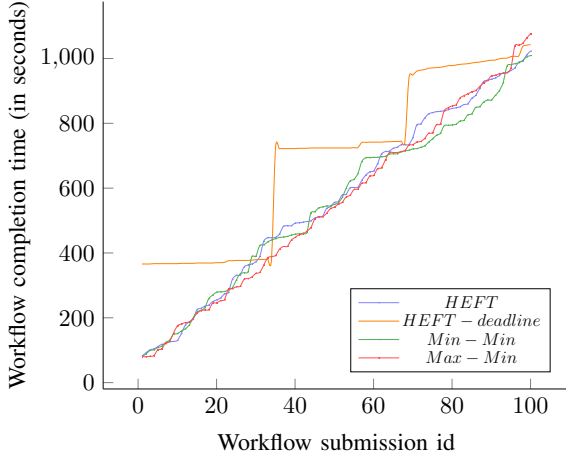 Workflow completion time (in seconds)
1,000
800
600
400
200
0
HEFT
HEFT − deadline
Min − Min
Max − Min
0 20 40 60 80 100
Workflow submission id